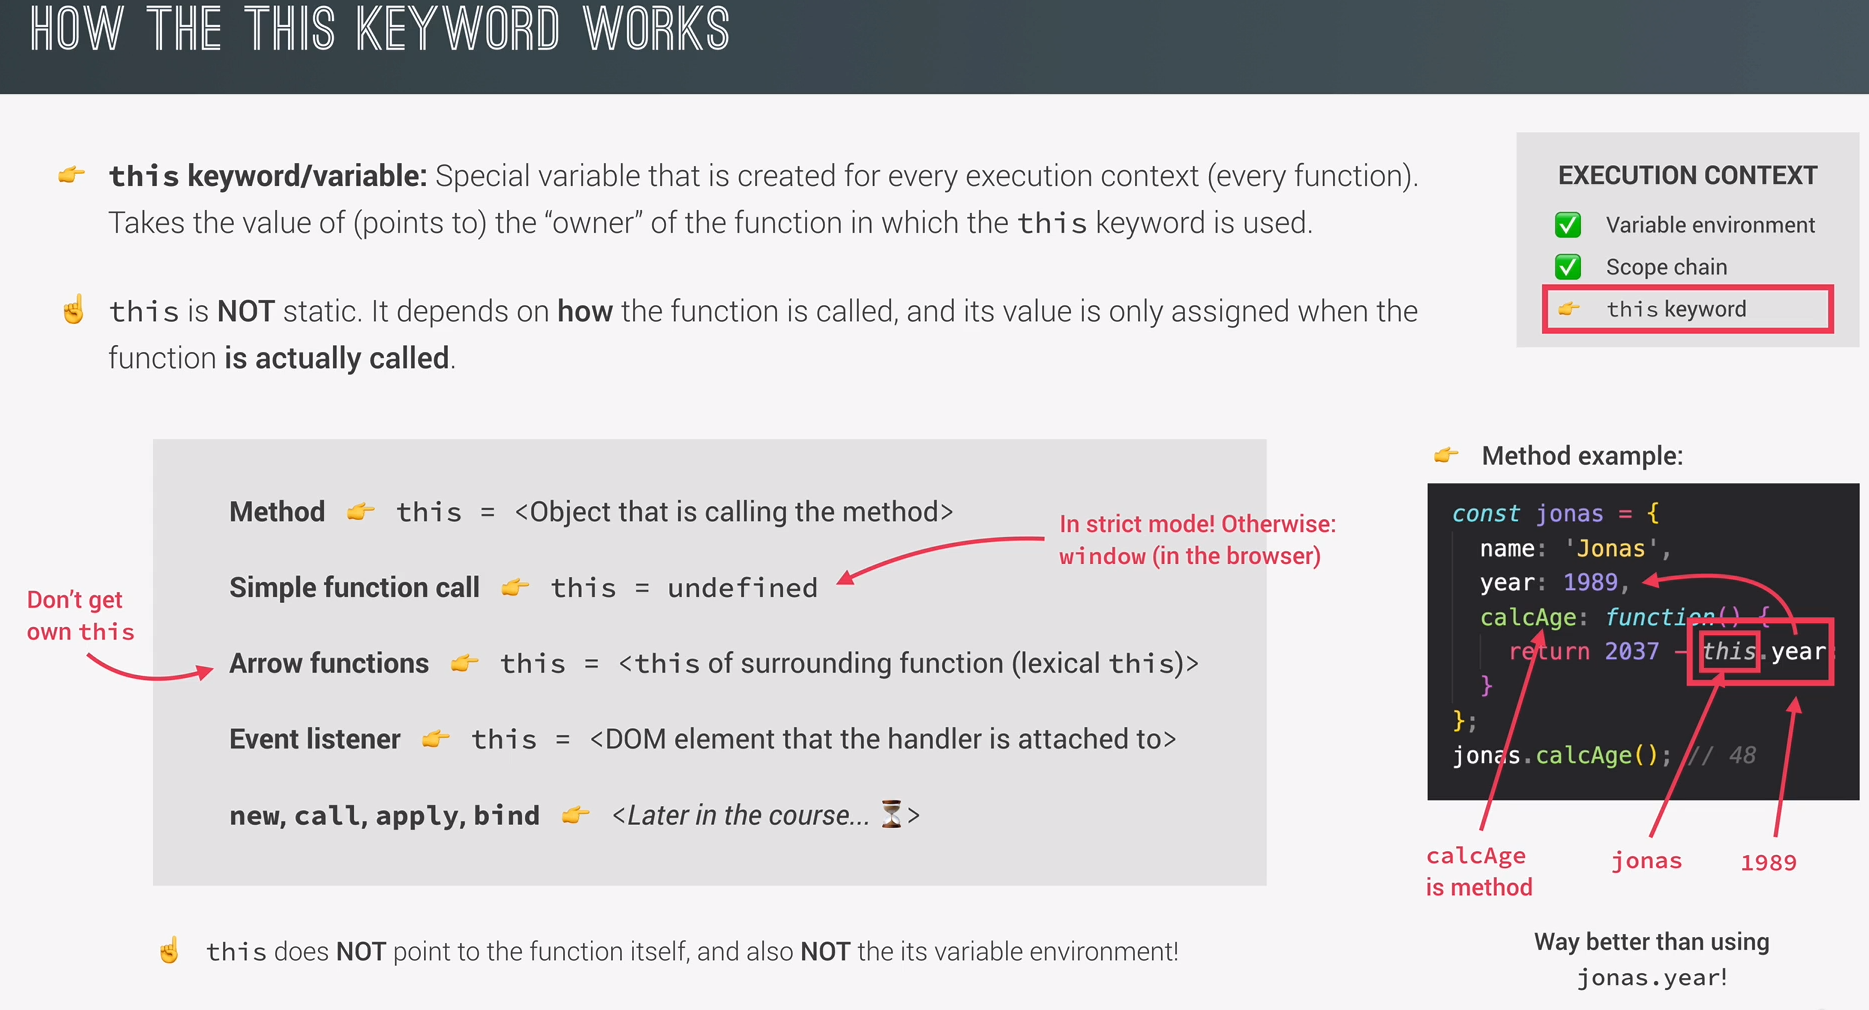 HOW THE THIS KEYWORD WORKS
👉 this keyword/variable: Special variable that is created for every execution context (every function).
Takes the value of (points to) the “owner” of the function in which the this keyword is used.
☝️ this is NOT static. It depends on how the function is called, and its value is only assigned when the
function is actually called.
EXECUTION CONTEXT
✅ Variable environment
✅ Scope chain
👉 this keyword
Method 👉 this = <Object that is calling the method>
Simple function call 👉 this = undefined
In strict mode! Otherwise:
window (in the browser)
Don’t get
own this
Arrow functions 👉 this = <this of surrounding function (lexical this)>
Event listener 👉 this = <DOM element that the handler is attached to>
new, call, apply, bind 👉 <Later in the course... ⏳>
☝️ this does NOT point to the function itself, and also NOT the its variable environment!
👉 Method example:
const jonas = {
name: 'Jonas',
year: 1989,
calcAge: function() {
return 2037 - this.year;
}
};
jonas.calcAge(); // 48
calcAge
is method
jonas
1989
Way better than using
jonas.year!